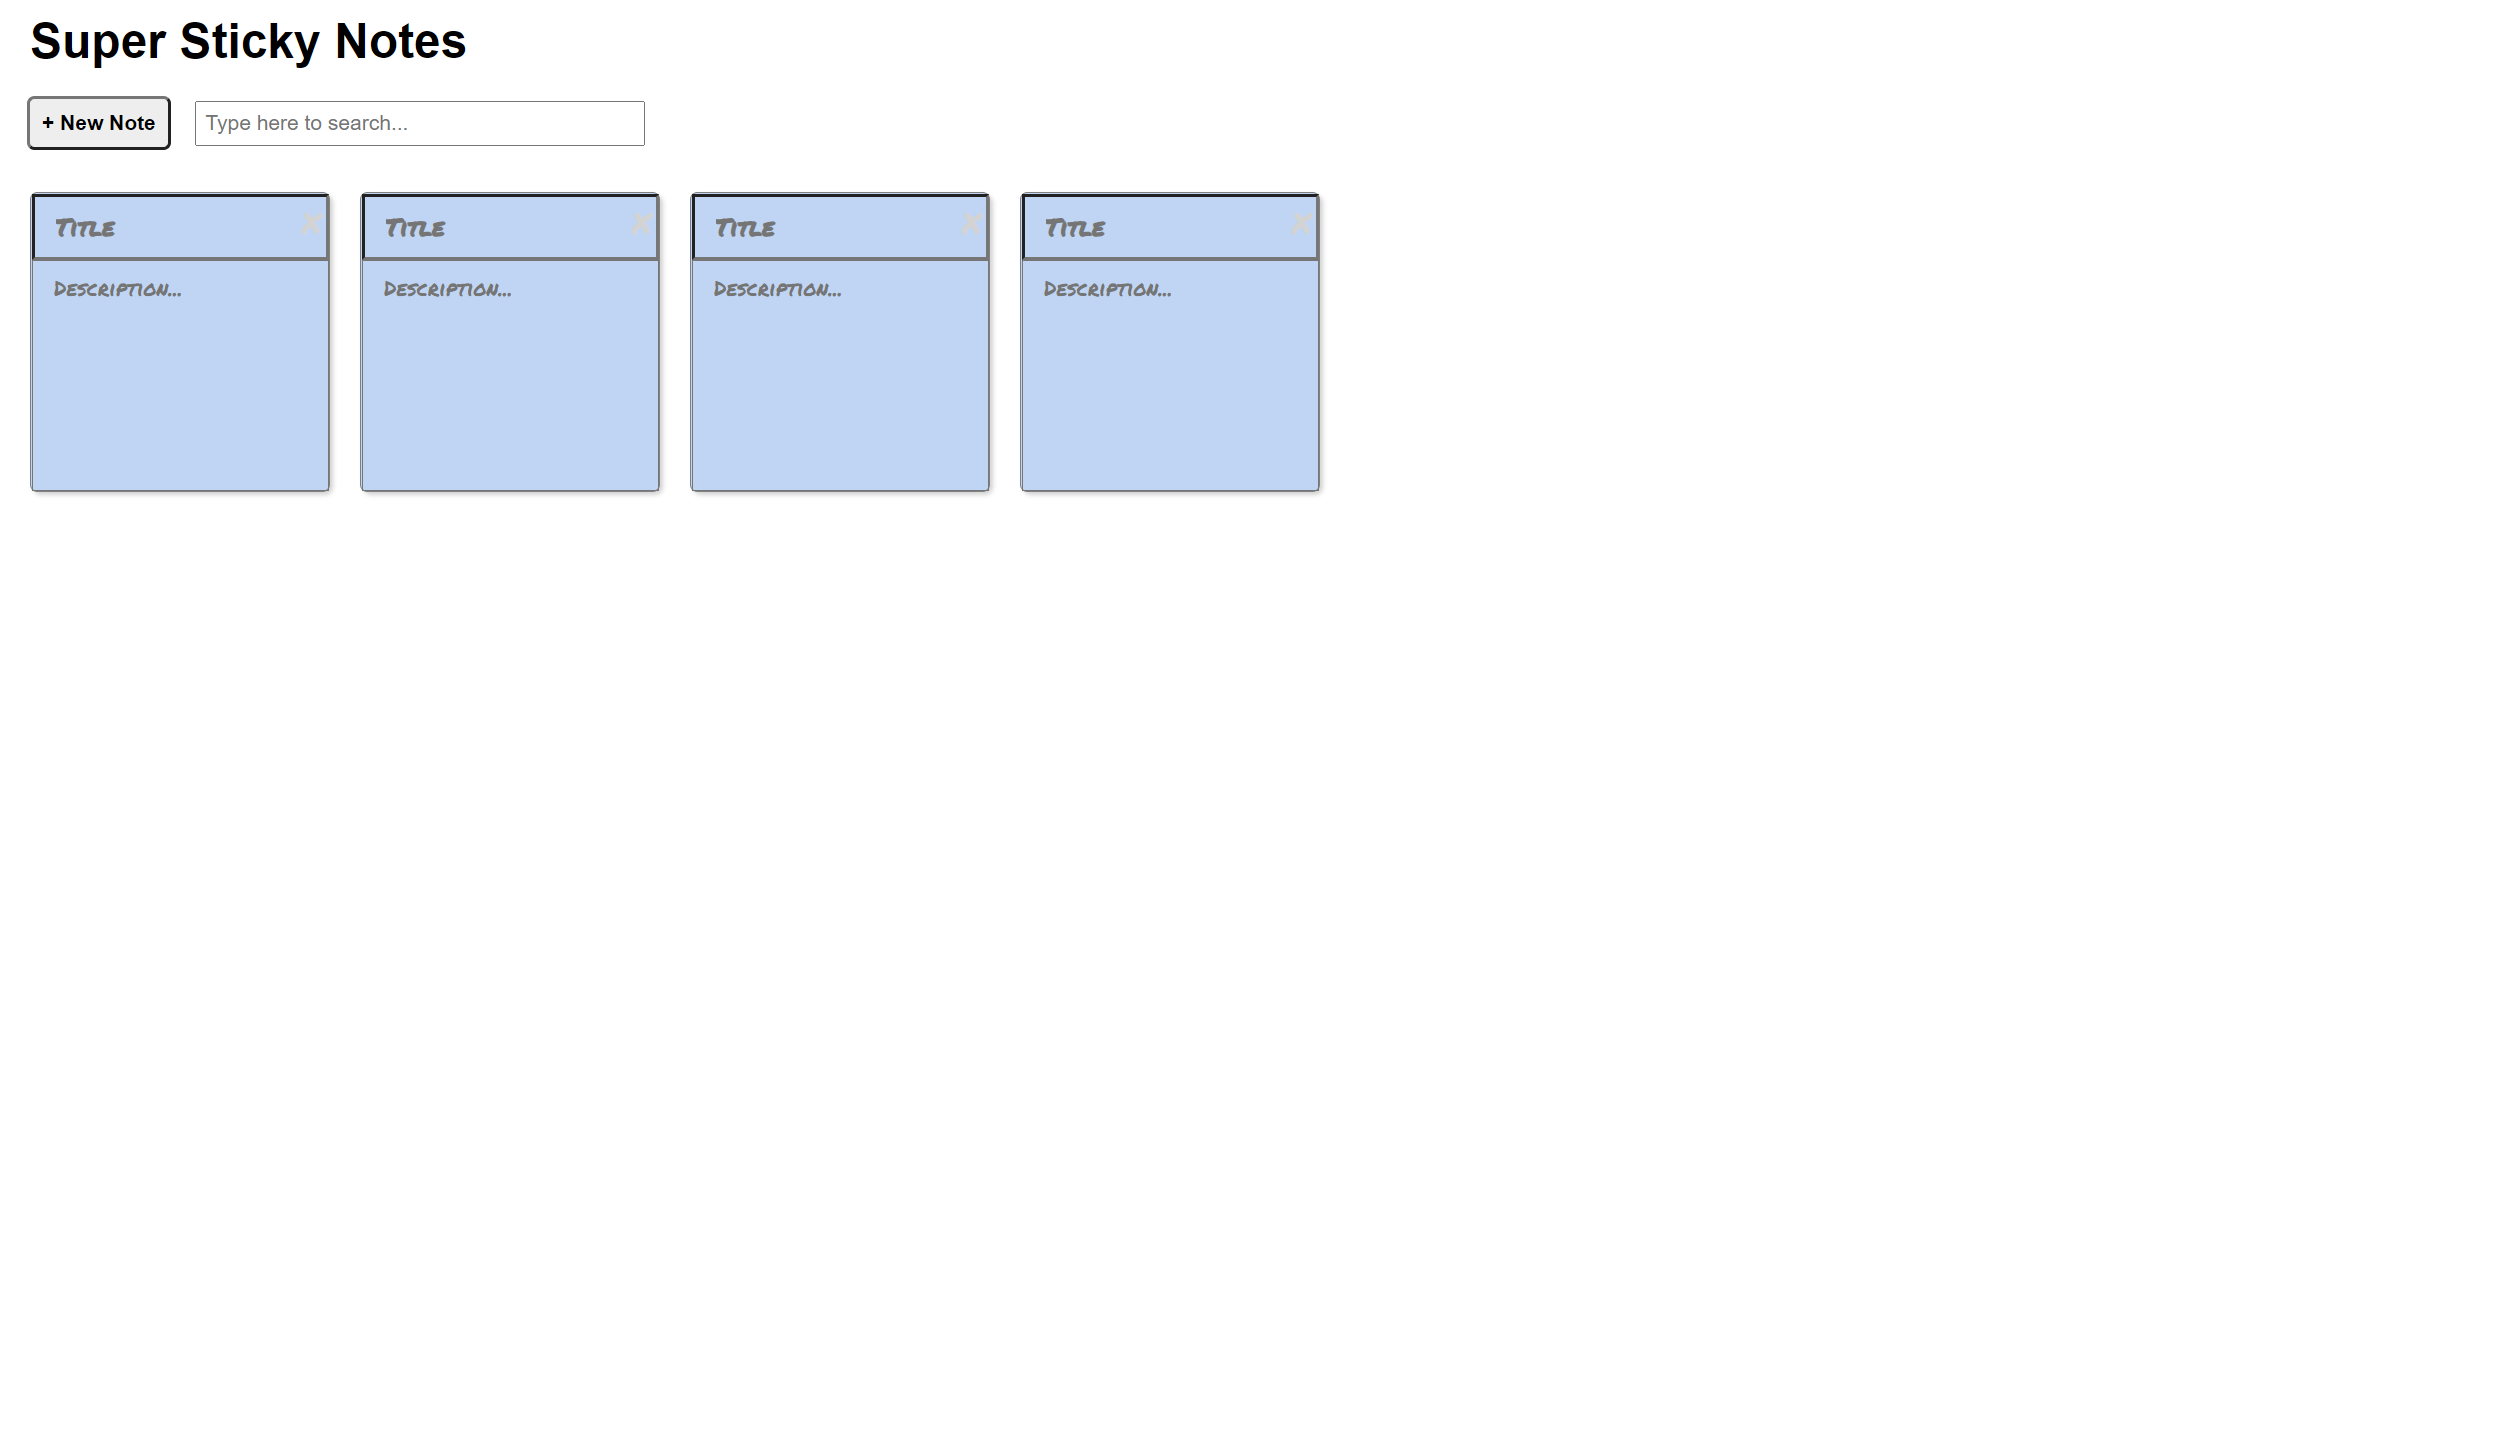 Super Sticky Notes
+ New Note
Type here to search...
Title X
Title X
Title X
Title X
Description...
Description...
Description...
Description...